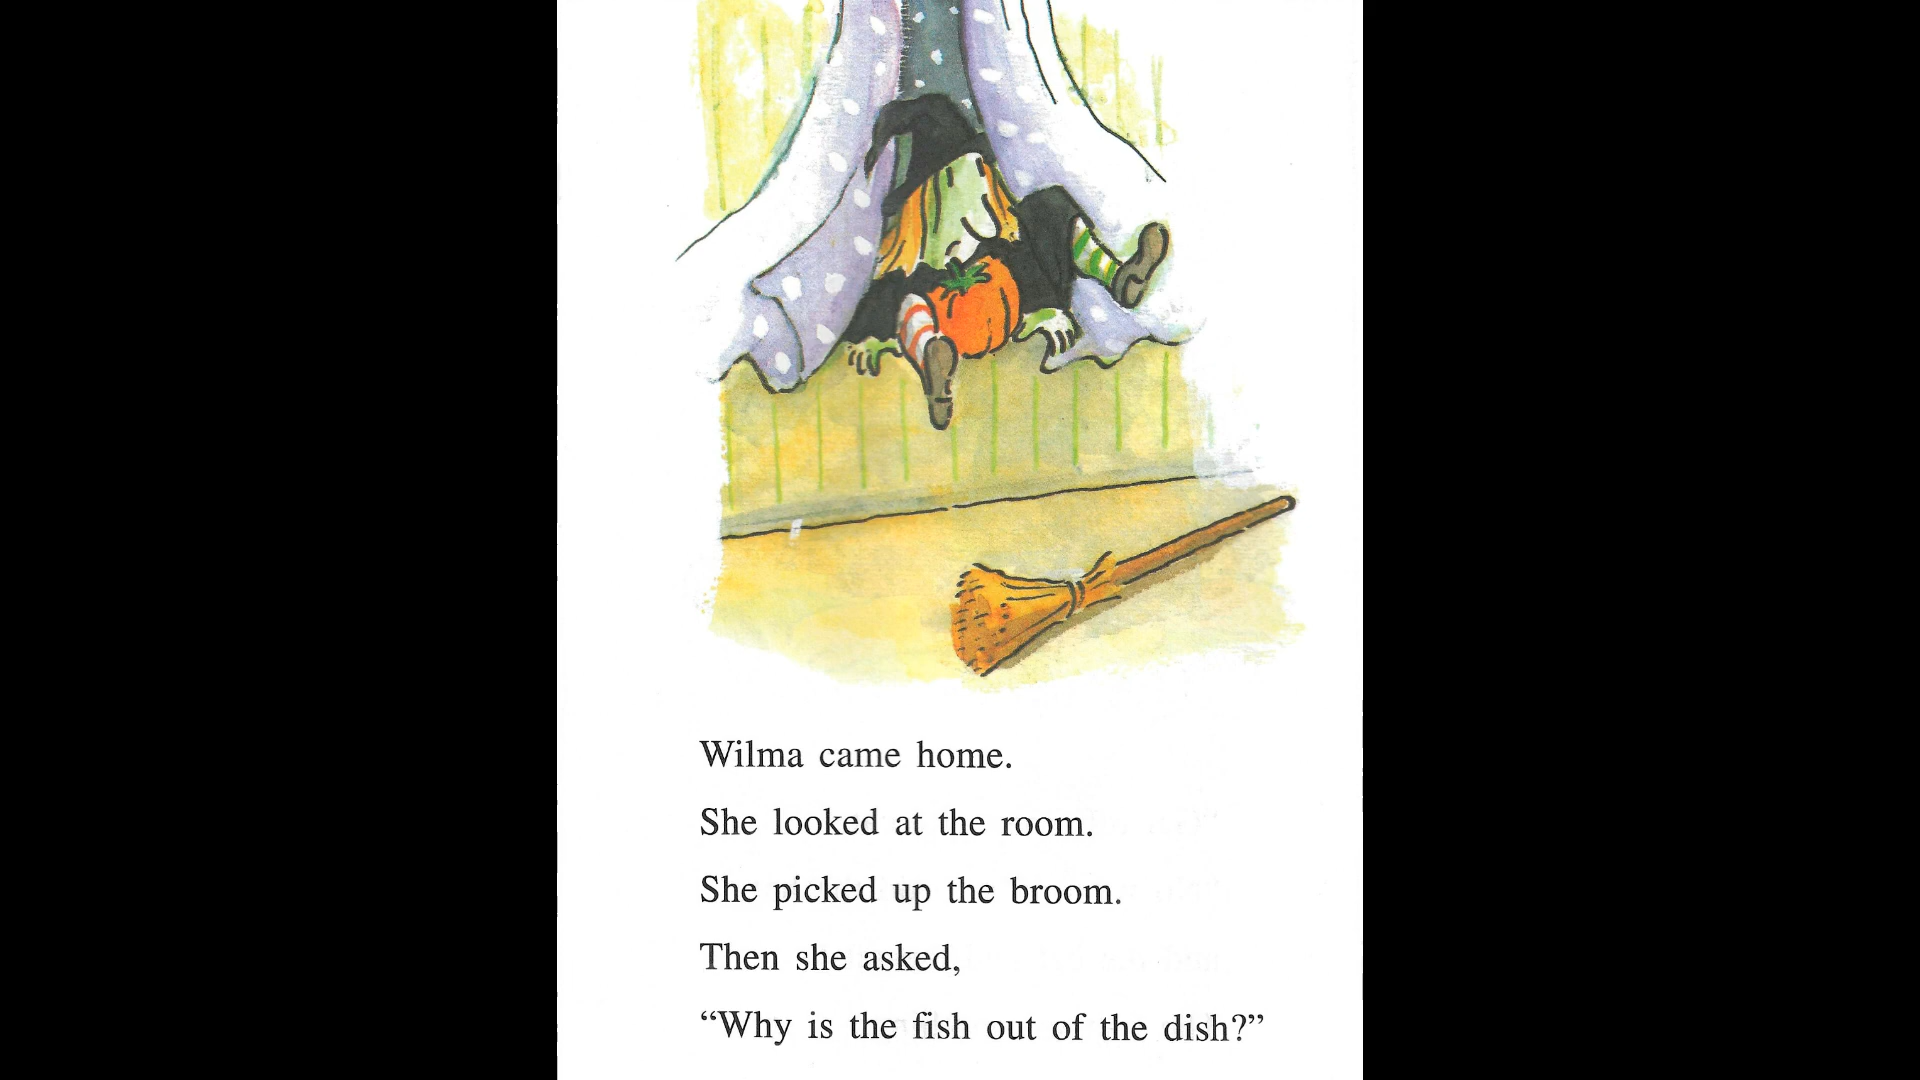 Wilma came home.
She looked at the room.
She picked up the broom.
Then she asked,
“Why is the fish out of the dish?”